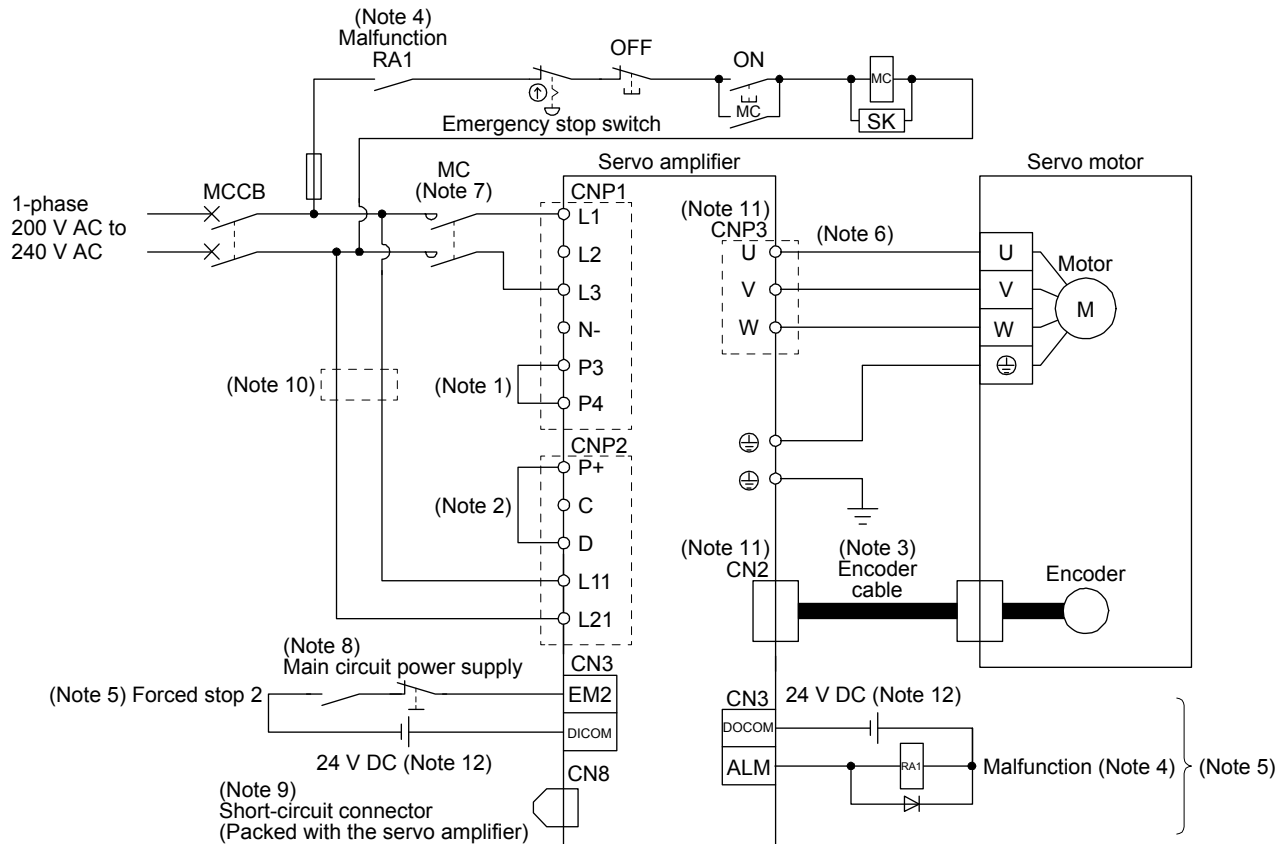 (Note 4)
Malfunction
RA1
OFF
ON
MC
MC
SK
Emergency stop switch
Servo amplifier
Servo motor
1-phase
200 V AC to
240 V AC
MCCB
MC
(Note 7)
CNP1
L1
L2
L3
N-
P3
P4
(Note 1)
(Note 10)
(Note 11)
CNP3
U
V
W
(Note 6)
U
V
W
Motor
M
CNP2
P+
C
D
L11
L21
(Note 2)
(Note 11)
CN2
(Note 3)
Encoder
cable
Encoder
(Note 8)
Main circuit power supply
(Note 5) Forced stop 2
CN3
EM2
DICOM
24 V DC (Note 12)
CN3
DOCOM
ALM
24 V DC (Note 12)
RA1
Malfunction (Note 4)
(Note 5)
CN8
(Note 9)
Short-circuit connector
(Packed with the servo amplifier)